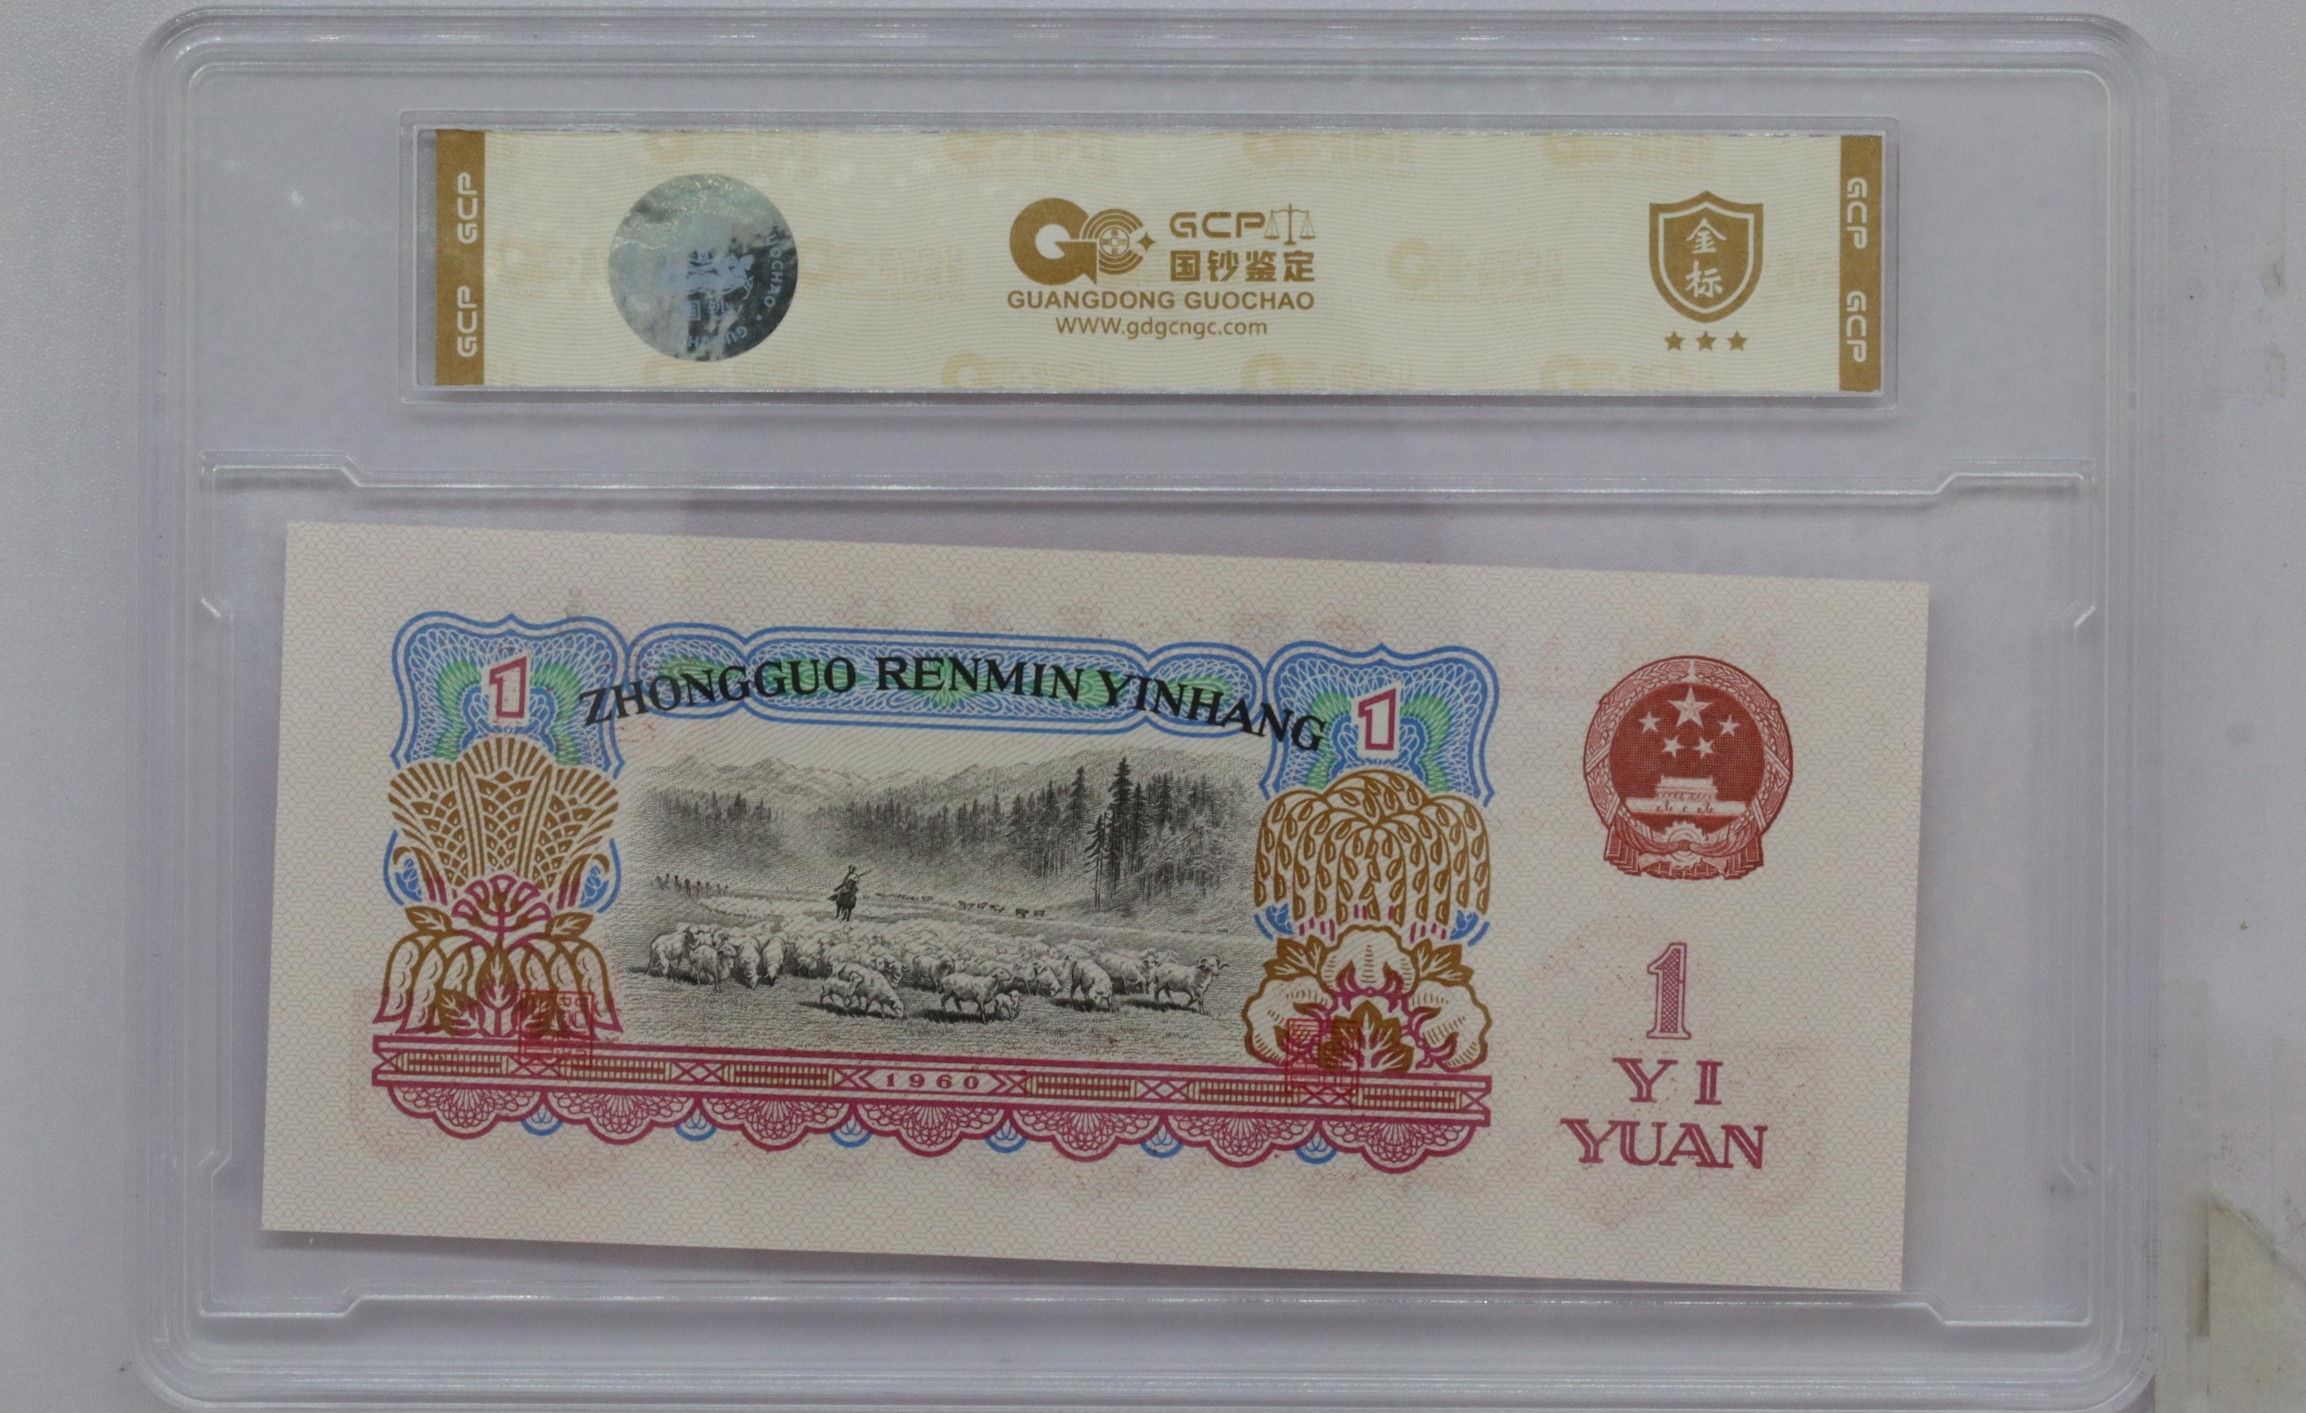 GCP GCP
GCP
国钞鉴定
GUANGDONG GUOCHAO
WWW.gdgcngc.com
金
标
GCP GCP
1
ZHONGGUO RENMIN YINHANG
1
1960
1
YI
YUAN